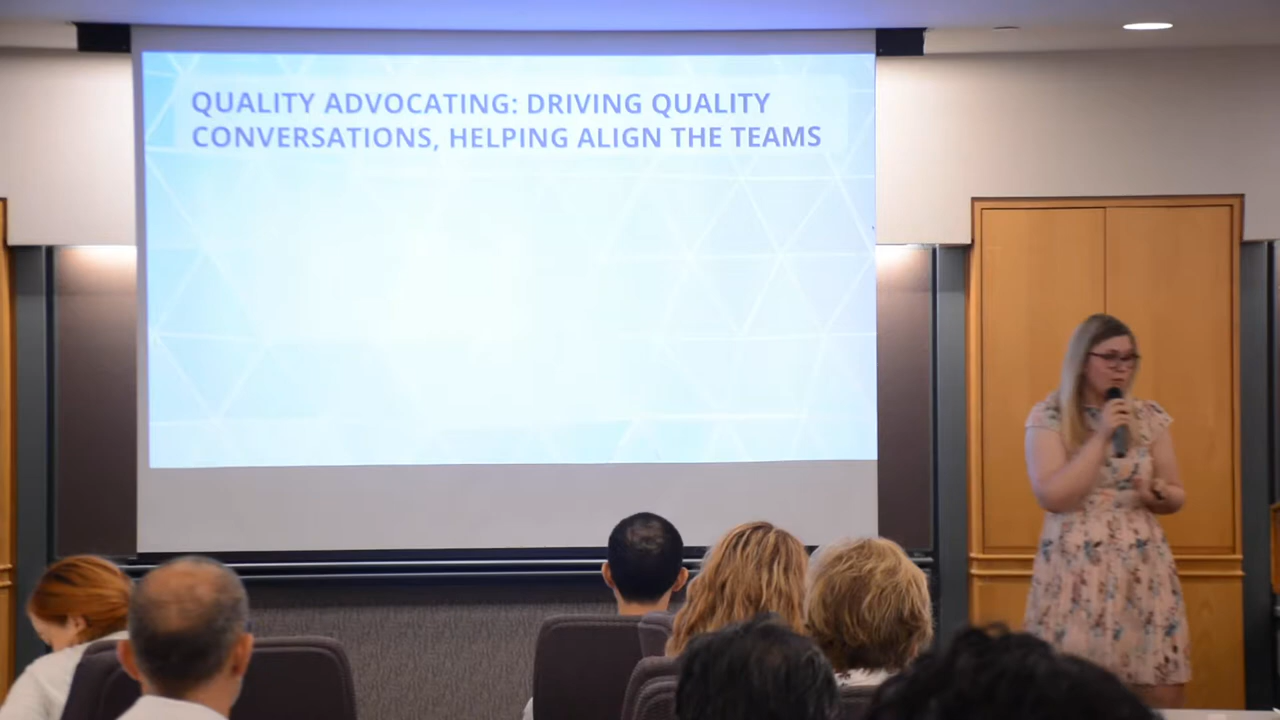 QUALITY ADVOCATING: DRIVING QUALITY
CONVERSATIONS, HELPING ALIGN THE TEAMS